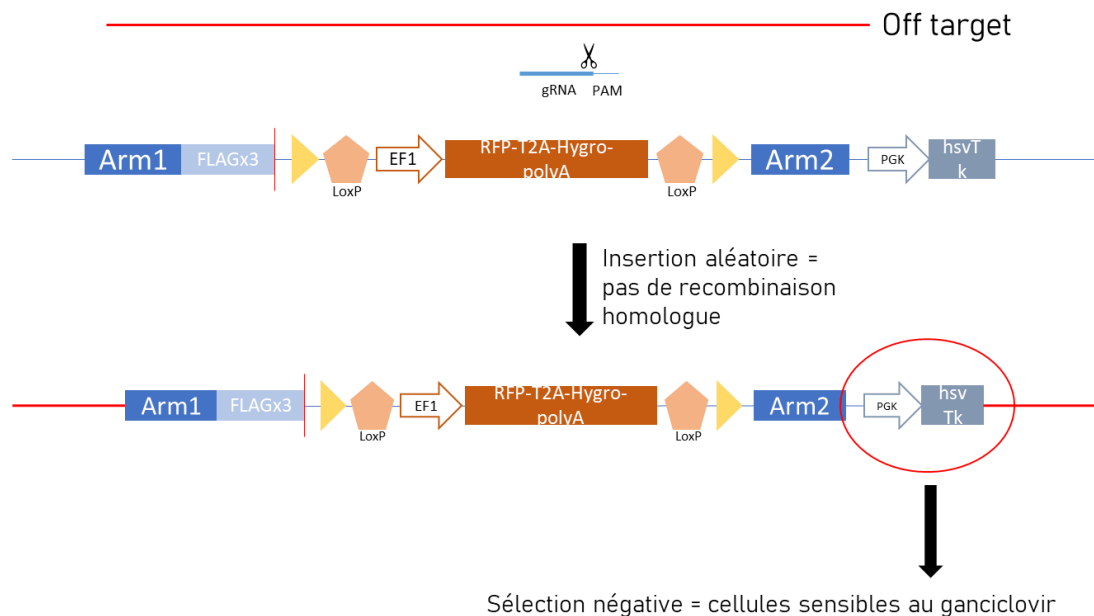 Off target
gRNA PAM
Arm1 FLAGx3 EF1 RFP-T2A-Hygro-
polyA Arm2 PGK hsvT
k
LoxP LoxP
Insertion aléatoire =
pas de recombinaison
homologue
Arm1 FLAGx3 EF1 RFP-T2A-Hygro-
polyA Arm2 PGK hsv
Tk
LoxP LoxP
Sélection négative = cellules sensibles au ganciclovir